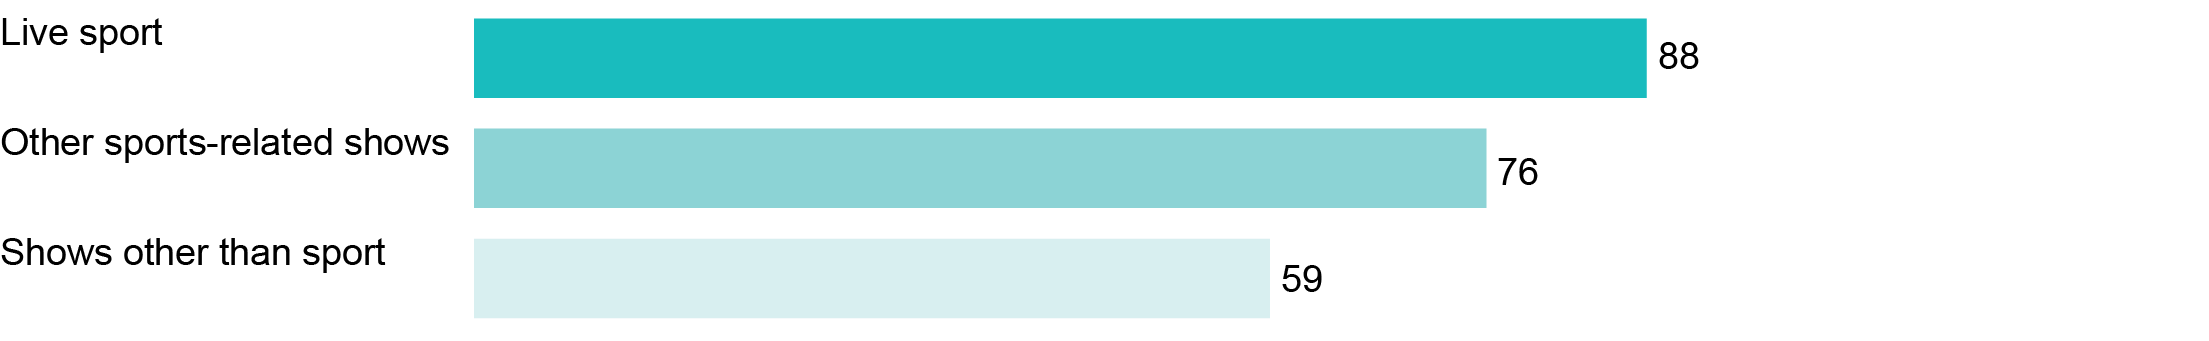 Live sport
88
Other sports-related shows
76
Shows other than sport
59